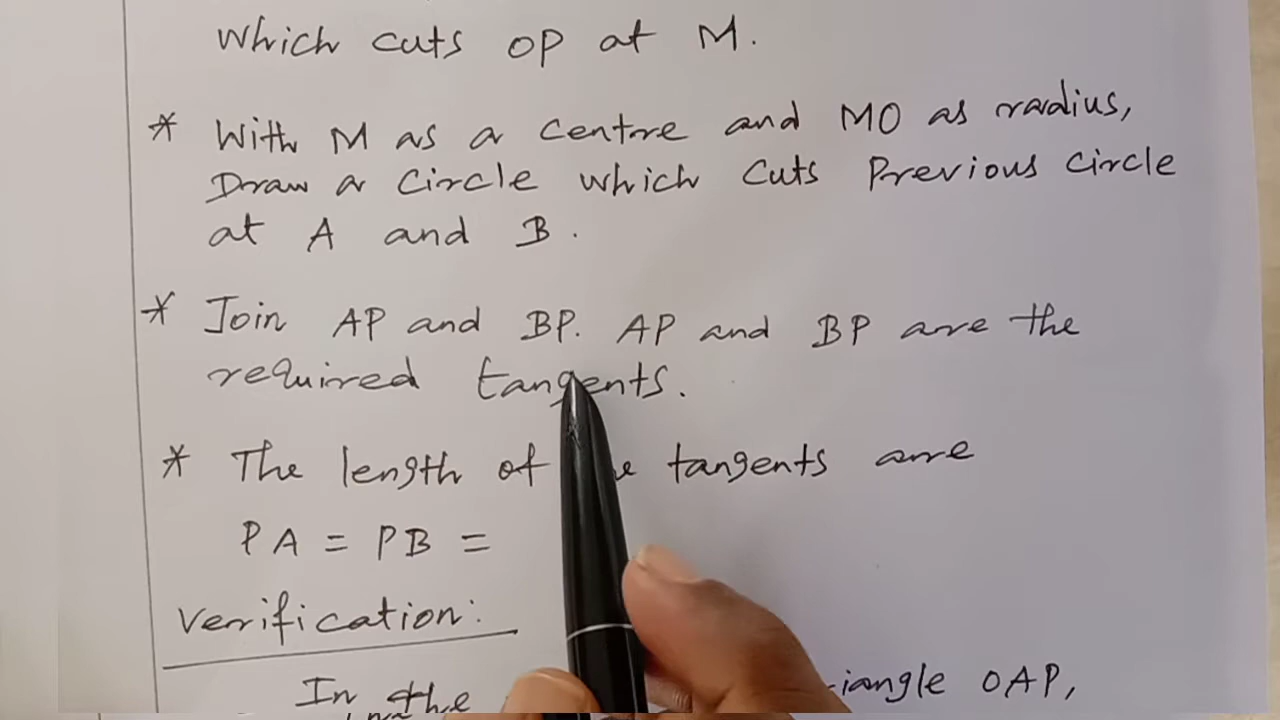 which cuts OP at M.
* With M as a centre and MO as radius,
Draw a circle which cuts Previous circle
at A and B.
* Join AP and BP. AP and BP are the
required tangents.
* The length of tangents are
PA = PB =
Verification:
In the OAP,